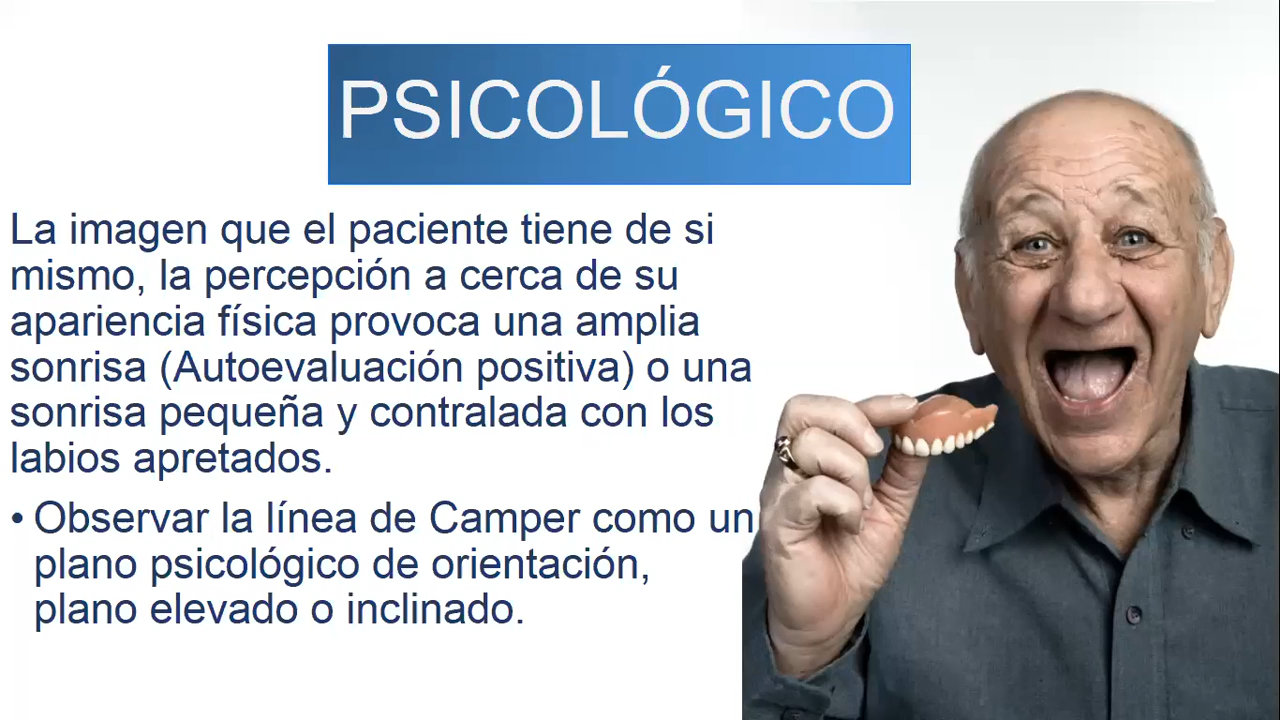 PSICOLÓGICO
La imagen que el paciente tiene de si
mismo, la percepción a cerca de su
apariencia física provoca una amplia
sonrisa (Autoevaluación positiva) o una
sonrisa pequeña y contralada con los
labios apretados.
• Observar la línea de Camper como un
plano psicológico de orientación,
plano elevado o inclinado.